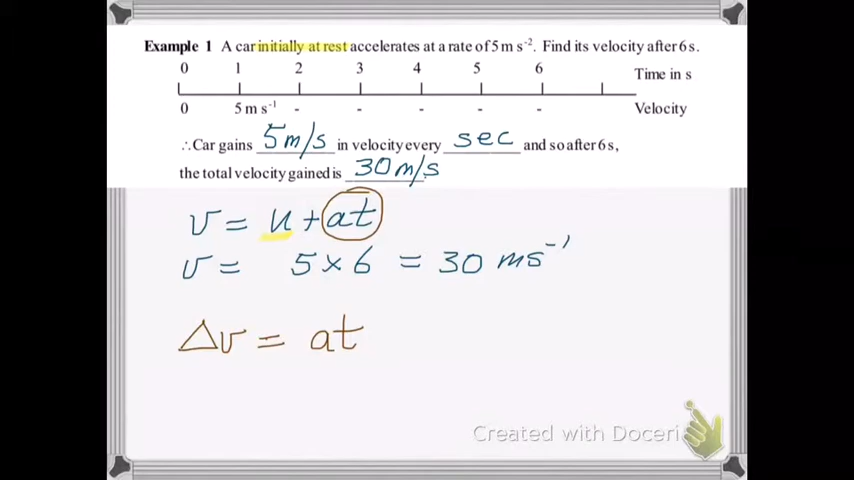 Example 1 A car initially at rest accelerates at a rate of 5 m s⁻². Find its velocity after 6 s.
0 1 2 3 4 5 6 Time in s
0 5 m s⁻¹ - - - - - Velocity
∴Car gains 5m/s in velocity every sec and so after 6 s,
the total velocity gained is 30m/s
v = u + at
v = 5 × 6 = 30 ms⁻¹
Δv = at
Created with Doceri